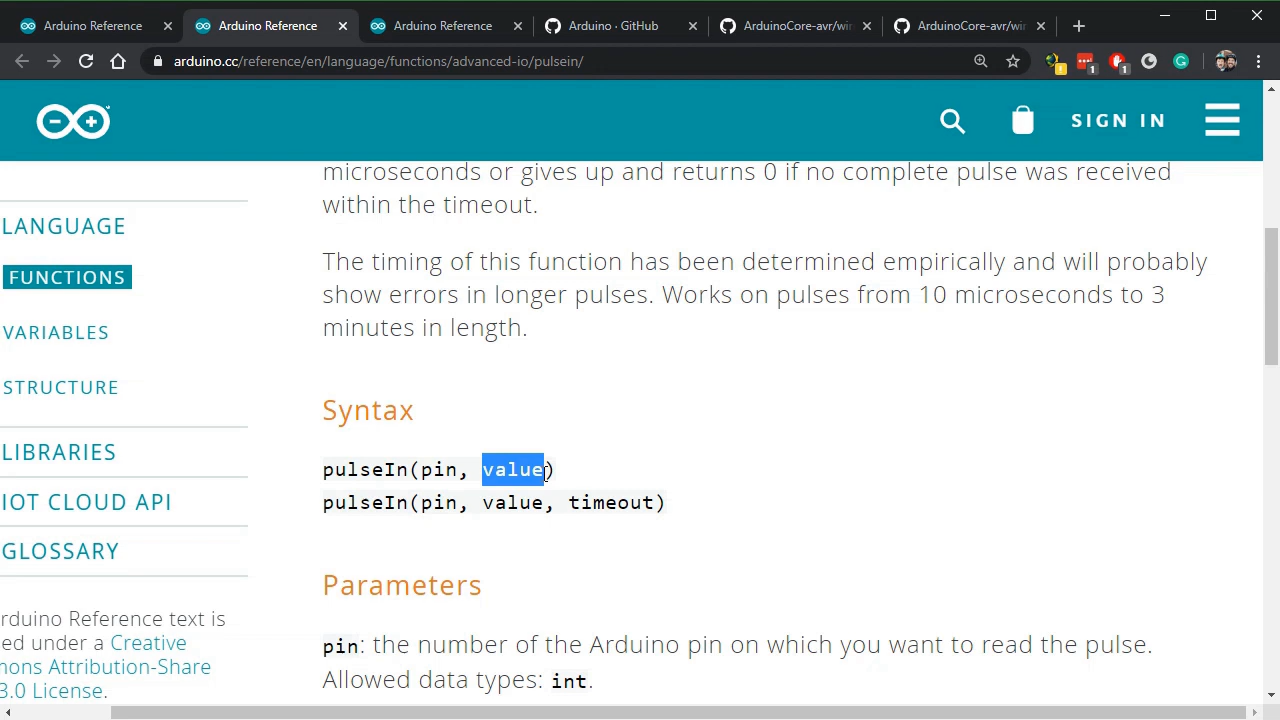 Arduino Reference
Arduino Reference
Arduino Reference
Arduino · GitHub
ArduinoCore-avr/wi
ArduinoCore-avr/wi
arduino.cc/reference/en/language/functions/advanced-io/pulsein/
1
1
SIGN IN
LANGUAGE
FUNCTIONS
VARIABLES
STRUCTURE
LIBRARIES
IOT CLOUD API
GLOSSARY
rduino Reference text is
ed under a Creative
mons Attribution-Share
3.0 License.
microseconds or gives up and returns 0 if no complete pulse was received
within the timeout.
The timing of this function has been determined empirically and will probably
show errors in longer pulses. Works on pulses from 10 microseconds to 3
minutes in length.
Syntax
pulseIn(pin, value)
pulseIn(pin, value, timeout)
Parameters
pin: the number of the Arduino pin on which you want to read the pulse.
Allowed data types: int.